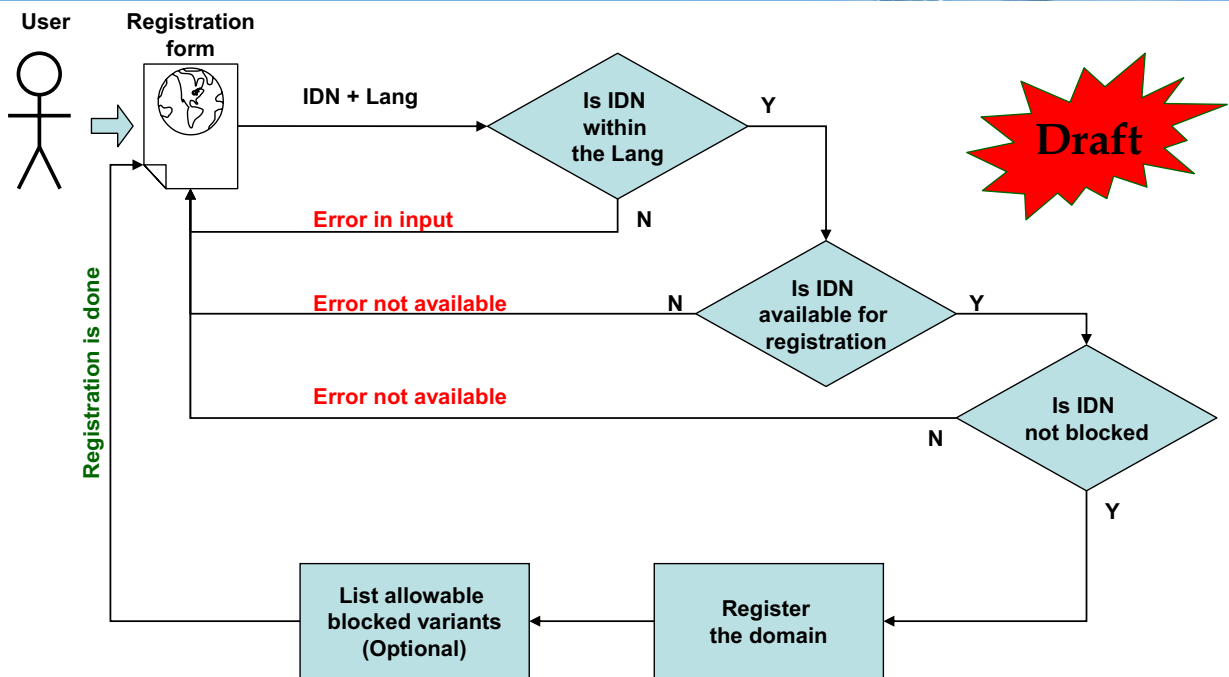 User
Registration
form
IDN + Lang
Is IDN
within
the Lang
Y
Draft
Error in input
N
Registration is done
Error not available
N
Is IDN
available for
registration
Y
Error not available
N
Is IDN
not blocked
Y
List allowable
blocked variants
(Optional)
Register
the domain